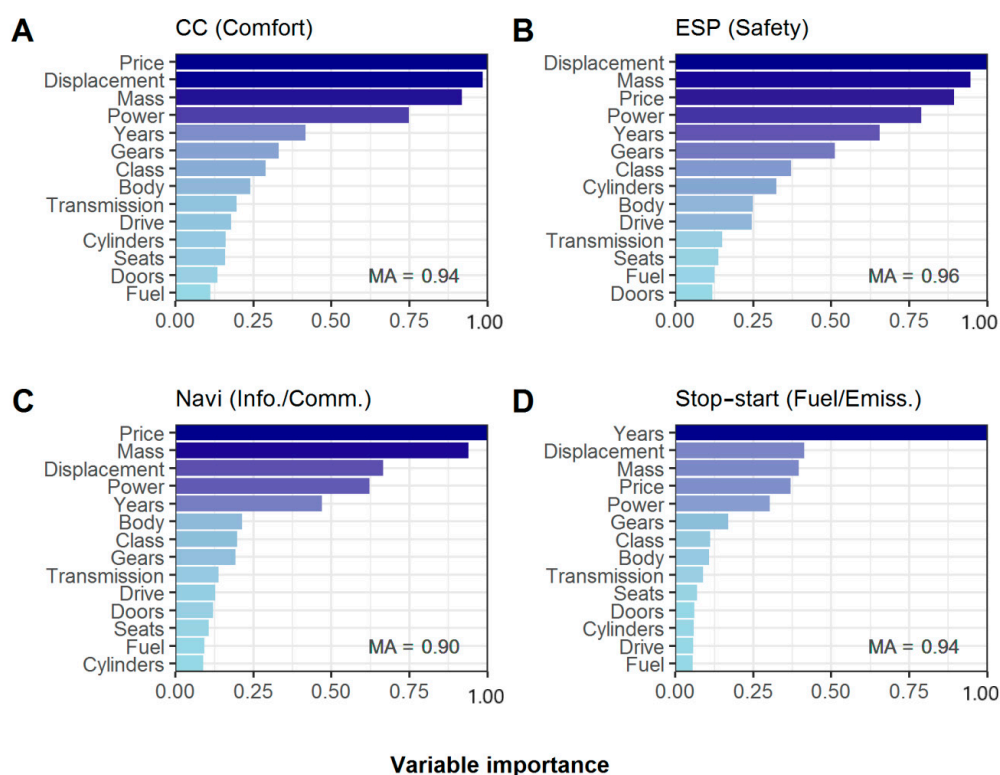 A
CC (Comfort)
Price
Displacement
Mass
Power
Years
Gears
Class
Body
Transmission
Drive
Cylinders
Seats
Doors
Fuel
MA = 0.94
0.00 0.25 0.50 0.75 1.00
B
ESP (Safety)
Displacement
Mass
Price
Power
Years
Gears
Class
Cylinders
Body
Drive
Transmission
Seats
Fuel
Doors
MA = 0.96
0.00 0.25 0.50 0.75 1.00
C
Navi (Info./Comm.)
Price
Mass
Displacement
Power
Years
Body
Class
Gears
Transmission
Drive
Doors
Seats
Fuel
Cylinders
MA = 0.90
0.00 0.25 0.50 0.75 1.00
D
Stop-start (Fuel/Emiss.)
Years
Displacement
Mass
Price
Power
Gears
Class
Body
Transmission
Seats
Doors
Cylinders
Drive
Fuel
MA = 0.94
0.00 0.25 0.50 0.75 1.00
Variable importance